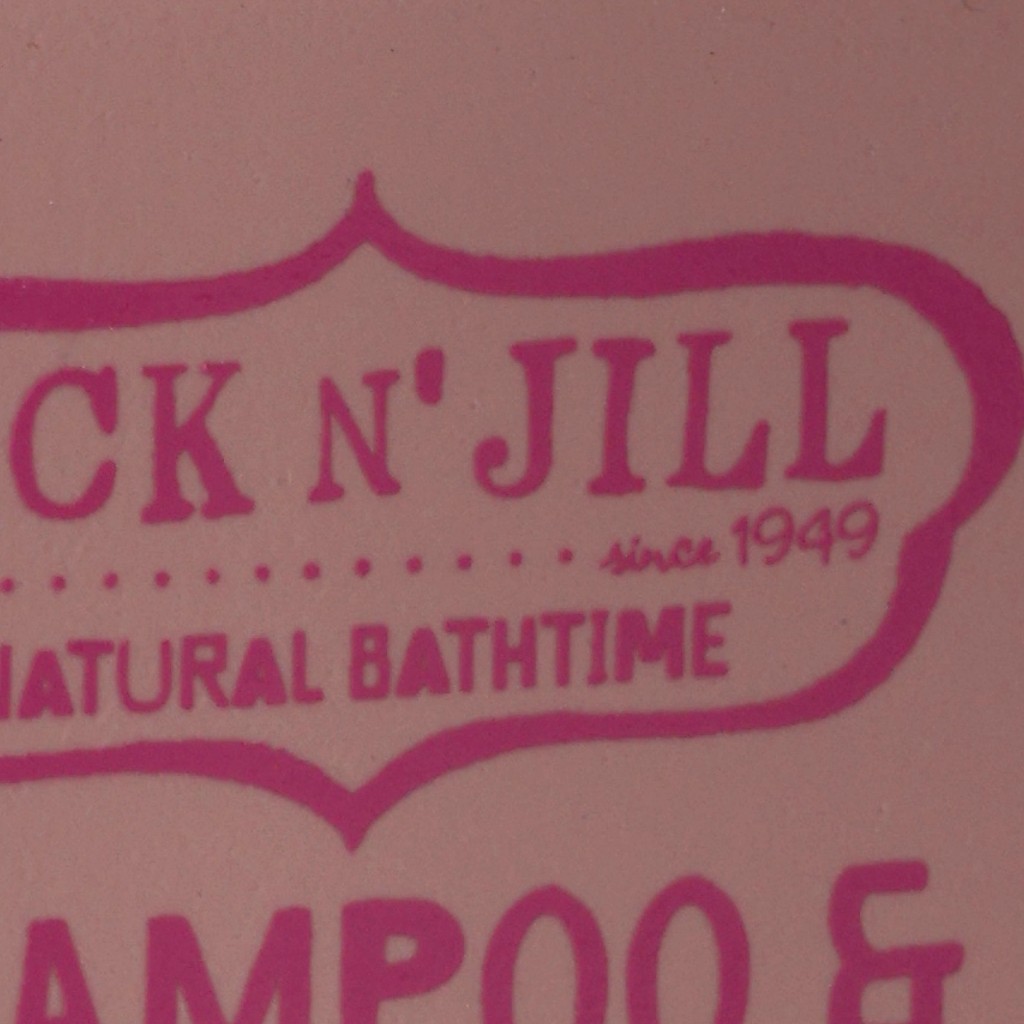 CK N' JILL
since 1949
NATURAL BATHTIME
AMPOO &